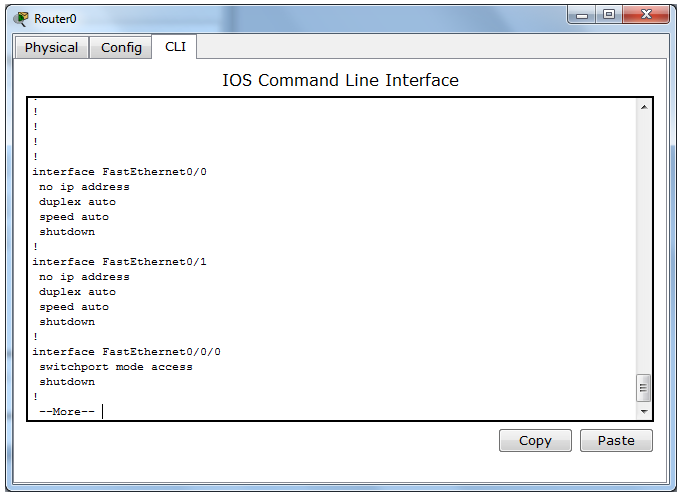 Router0
Physical
Config
CLI
IOS Command Line Interface
!
!
!
!
!
interface FastEthernet0/0
 no ip address
 duplex auto
 speed auto
 shutdown
!
interface FastEthernet0/1
 no ip address
 duplex auto
 speed auto
 shutdown
!
interface FastEthernet0/0/0
 switchport mode access
 shutdown
!
 --More--
Copy
Paste